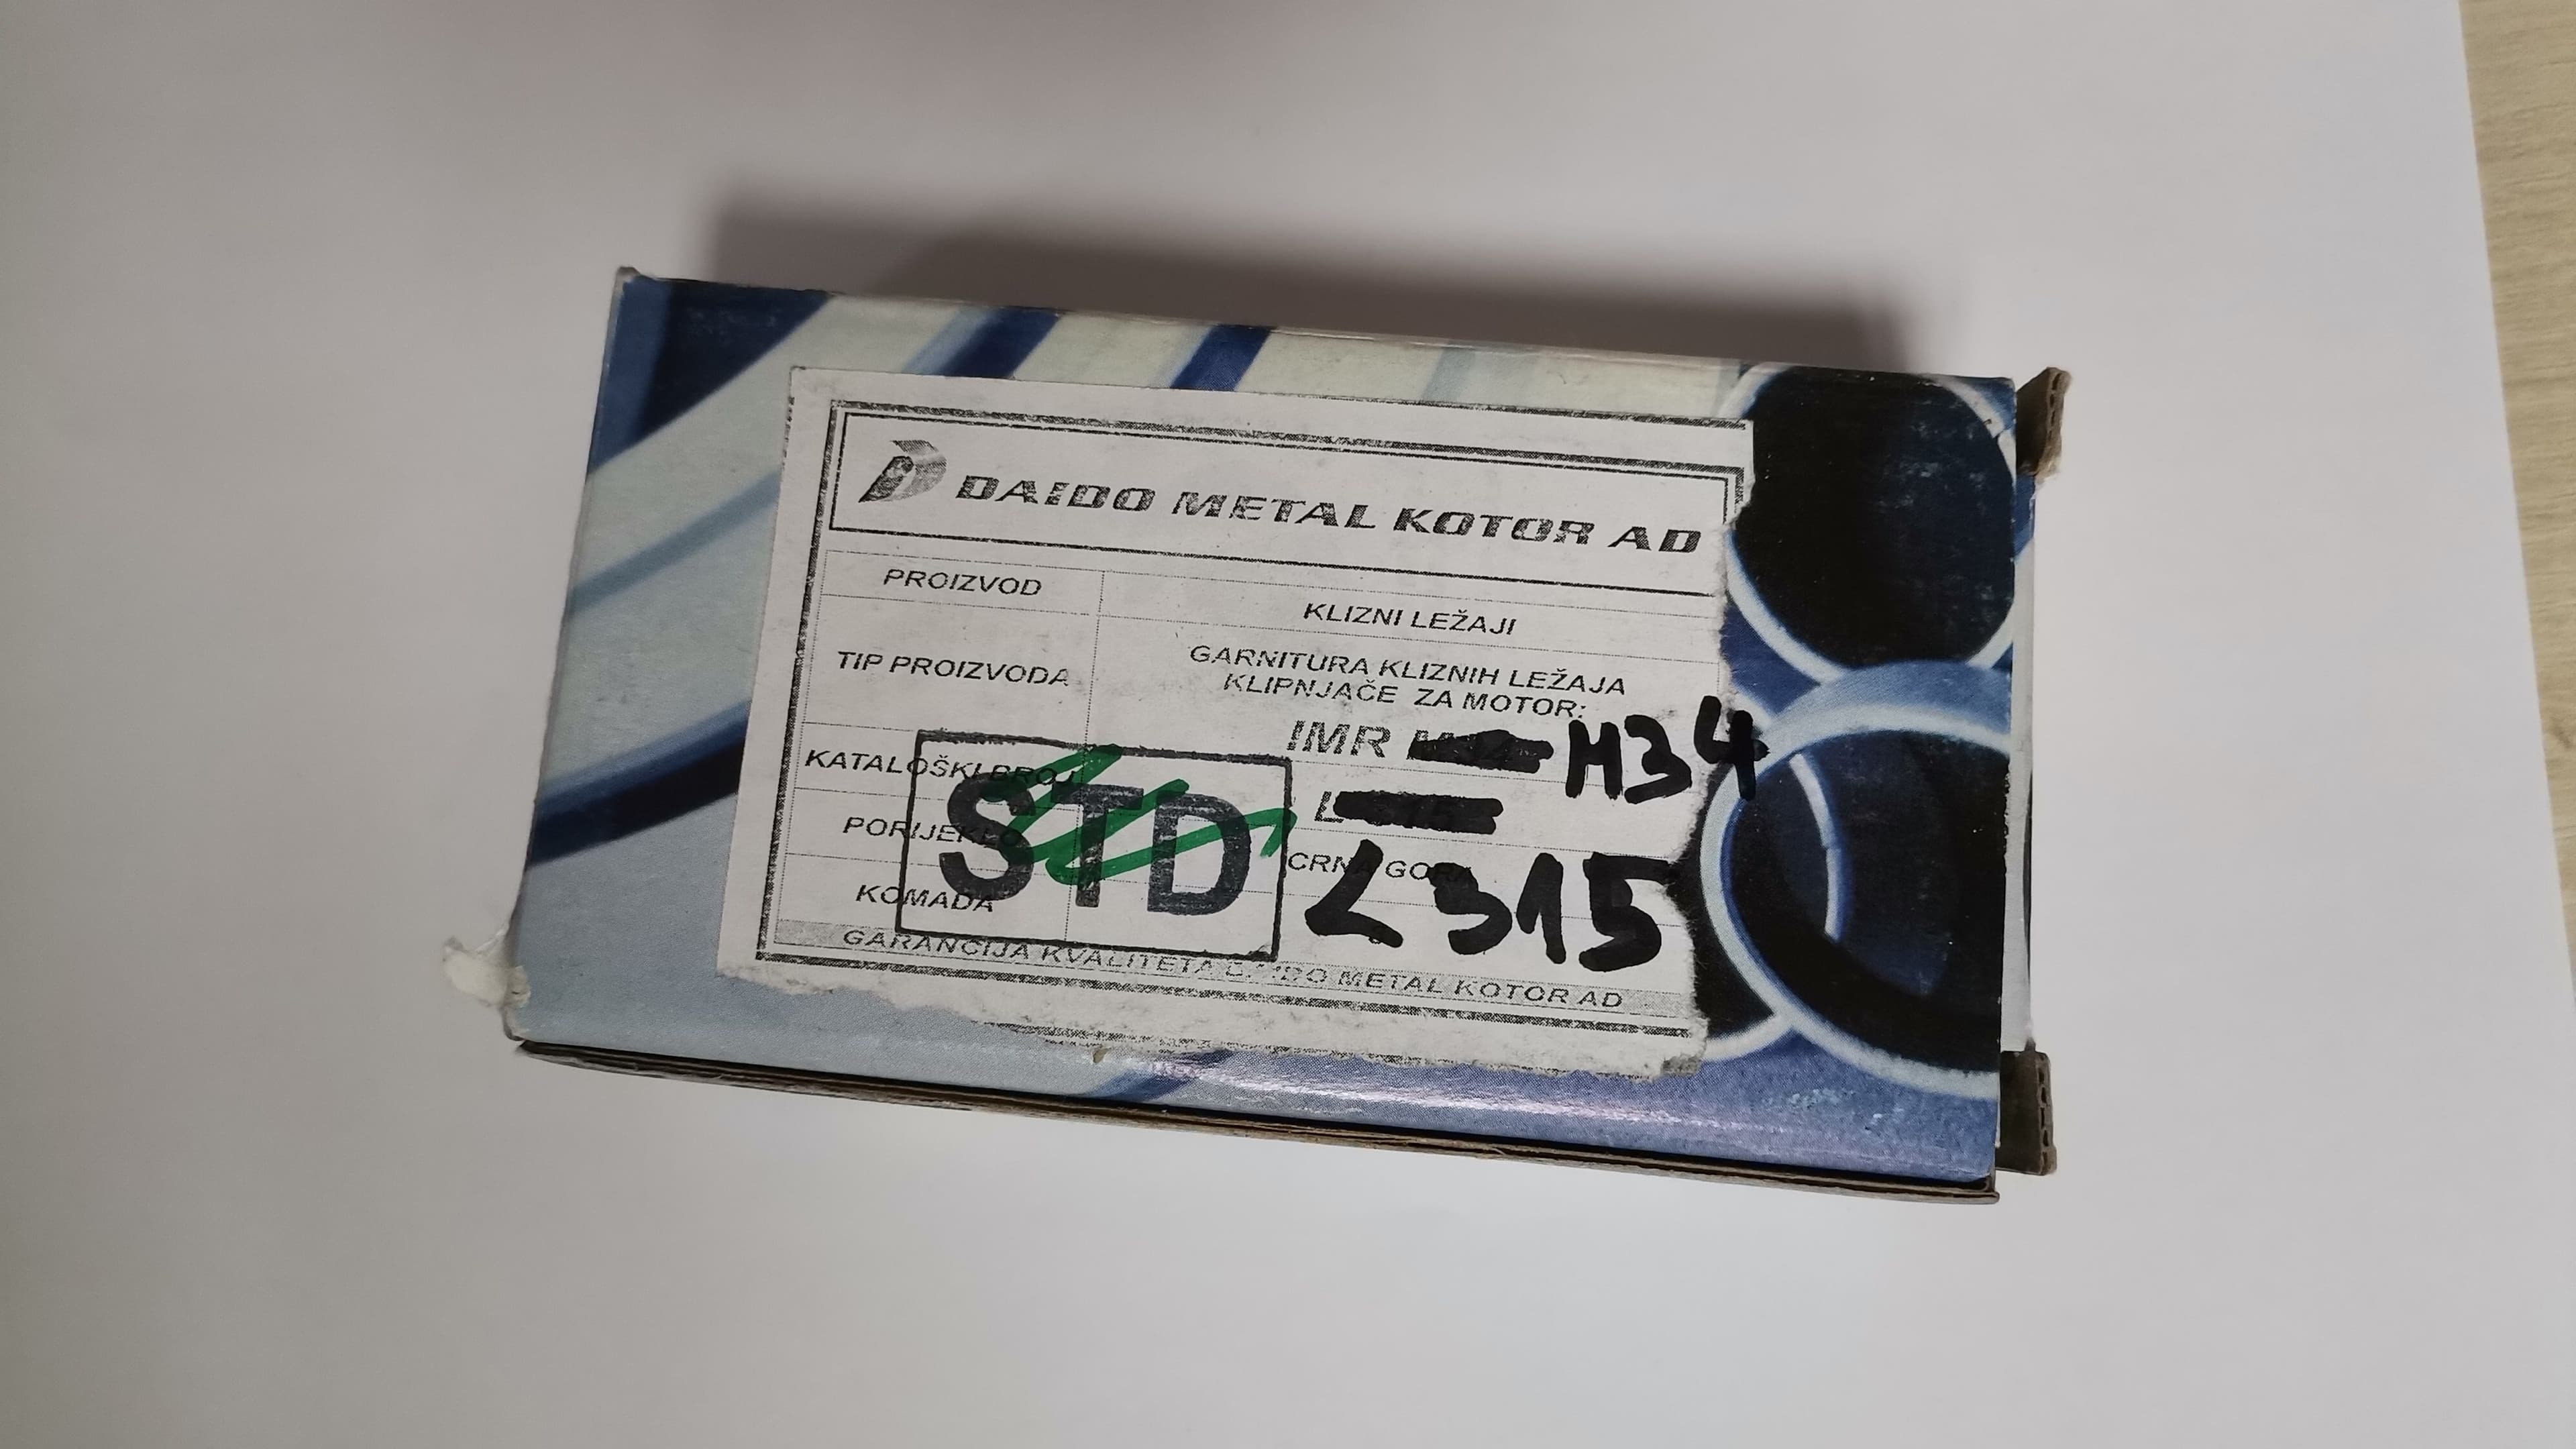 DAIDO METAL KOTOR AD
PROIZVOD
KLIZNI LEŽAJI
TIP PROIZVODA
GARNITURA KLIZNIH LEŽAJA
KLIPNJAČE ZA MOTOR:
IMR M34
KATALOŠKI BROJ
L315
PORIJEKLO
CRNA GORA
KOMADA
STD
GARANCIJA KVALITETA DAIDO METAL KOTOR AD